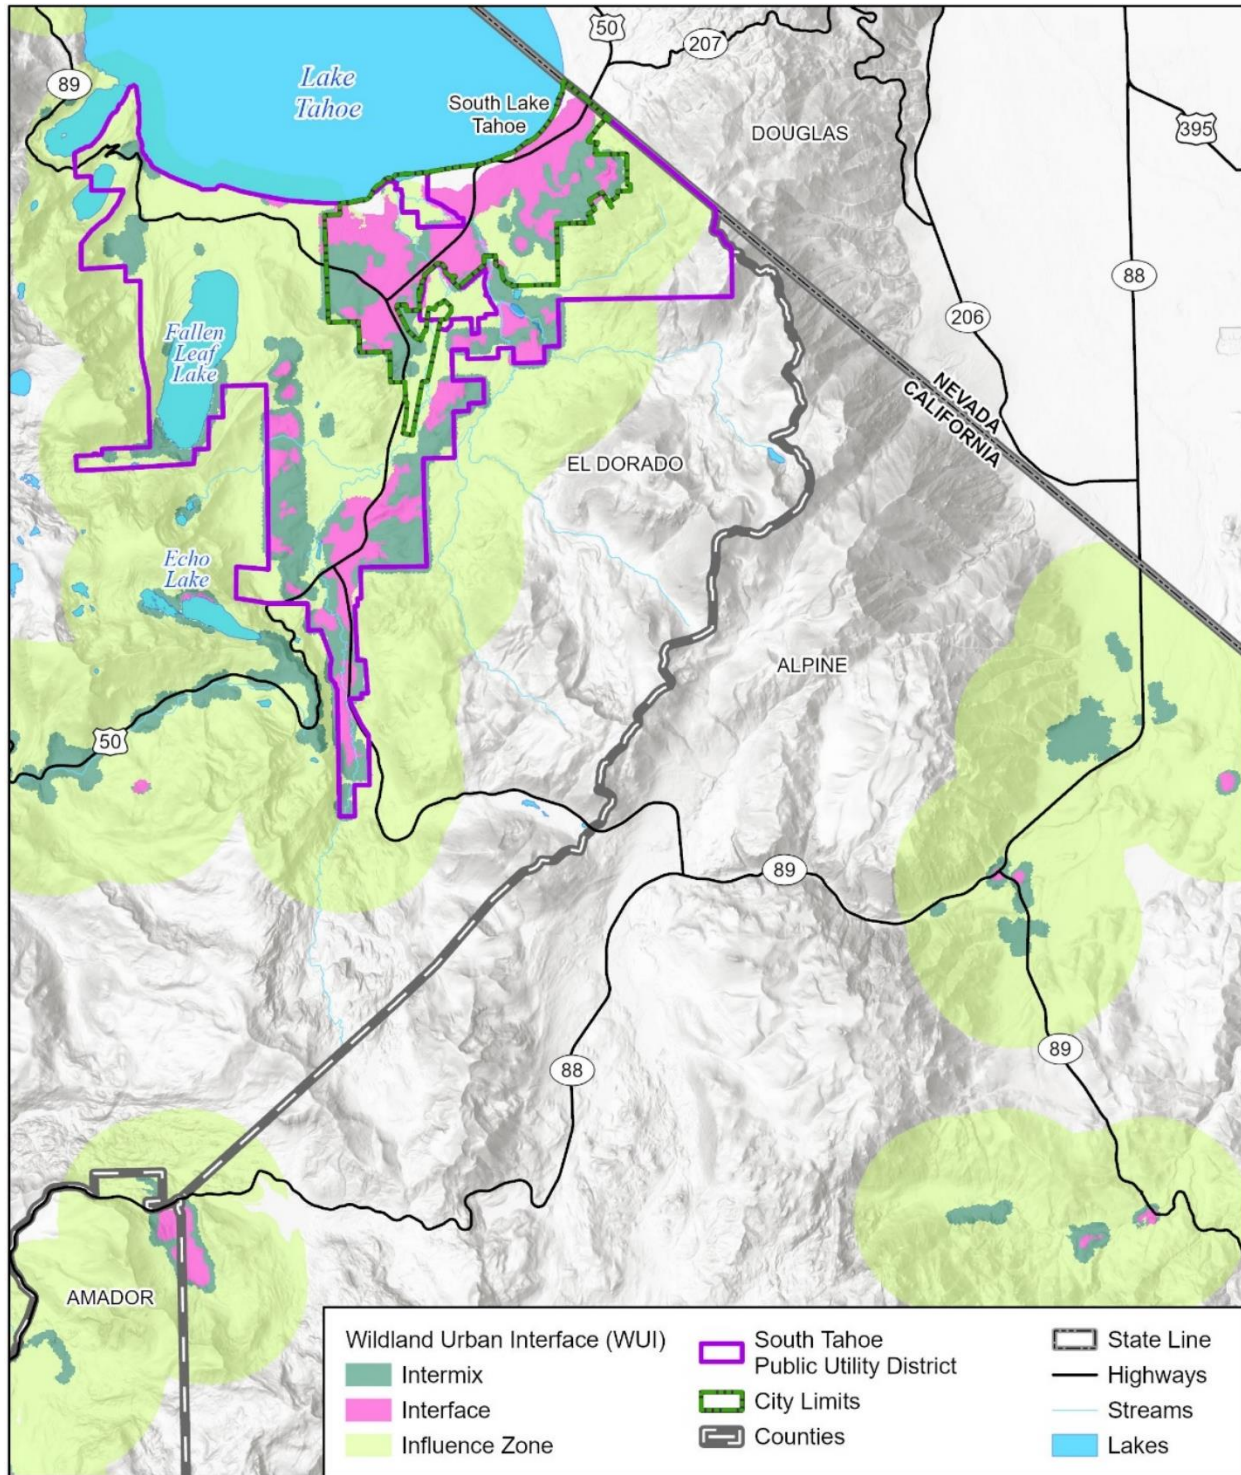 50
207
89
Lake
Tahoe
South Lake
Tahoe
DOUGLAS
395
88
206
Fallen
Leaf
Lake
NEVADA
CALIFORNIA
EL DORADO
Echo
Lake
ALPINE
50
89
89
88
AMADOR
Wildland Urban Interface (WUI)
Intermix
Interface
Influence Zone
South Tahoe
Public Utility District
City Limits
Counties
State Line
Highways
Streams
Lakes